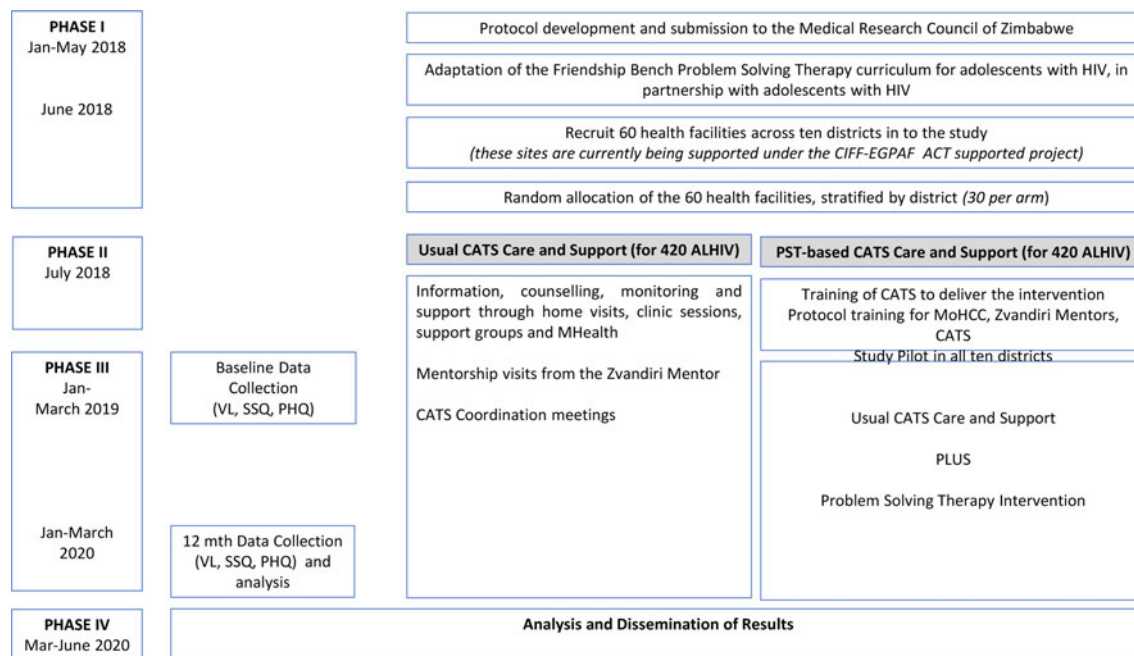 PHASE I
Jan-May 2018
June 2018
Protocol development and submission to the Medical Research Council of Zimbabwe
Adaptation of the Friendship Bench Problem Solving Therapy curriculum for adolescents with HIV, in
partnership with adolescents with HIV
Recruit 60 health facilities across ten districts in to the study
(these sites are currently being supported under the CIFF-EGPAF ACT supported project)
Random allocation of the 60 health facilities, stratified by district (30 per arm)
PHASE II
July 2018
Usual CATS Care and Support (for 420 ALHIV)
Information, counselling, monitoring and
support through home visits, clinic sessions,
support groups and MHealth
Mentorship visits from the Zvandiri Mentor
CATS Coordination meetings
PST-based CATS Care and Support (for 420 ALHIV)
Training of CATS to deliver the intervention
Protocol training for MoHCC, Zvandiri Mentors,
CATS
Study Pilot in all ten districts
Usual CATS Care and Support
PLUS
Problem Solving Therapy Intervention
PHASE III
Jan-
March 2019
Baseline Data
Collection
(VL, SSQ, PHQ)
Jan-March
2020
12 mth Data Collection
(VL, SSQ, PHQ) and
analysis
PHASE IV
Mar-June 2020
Analysis and Dissemination of Results